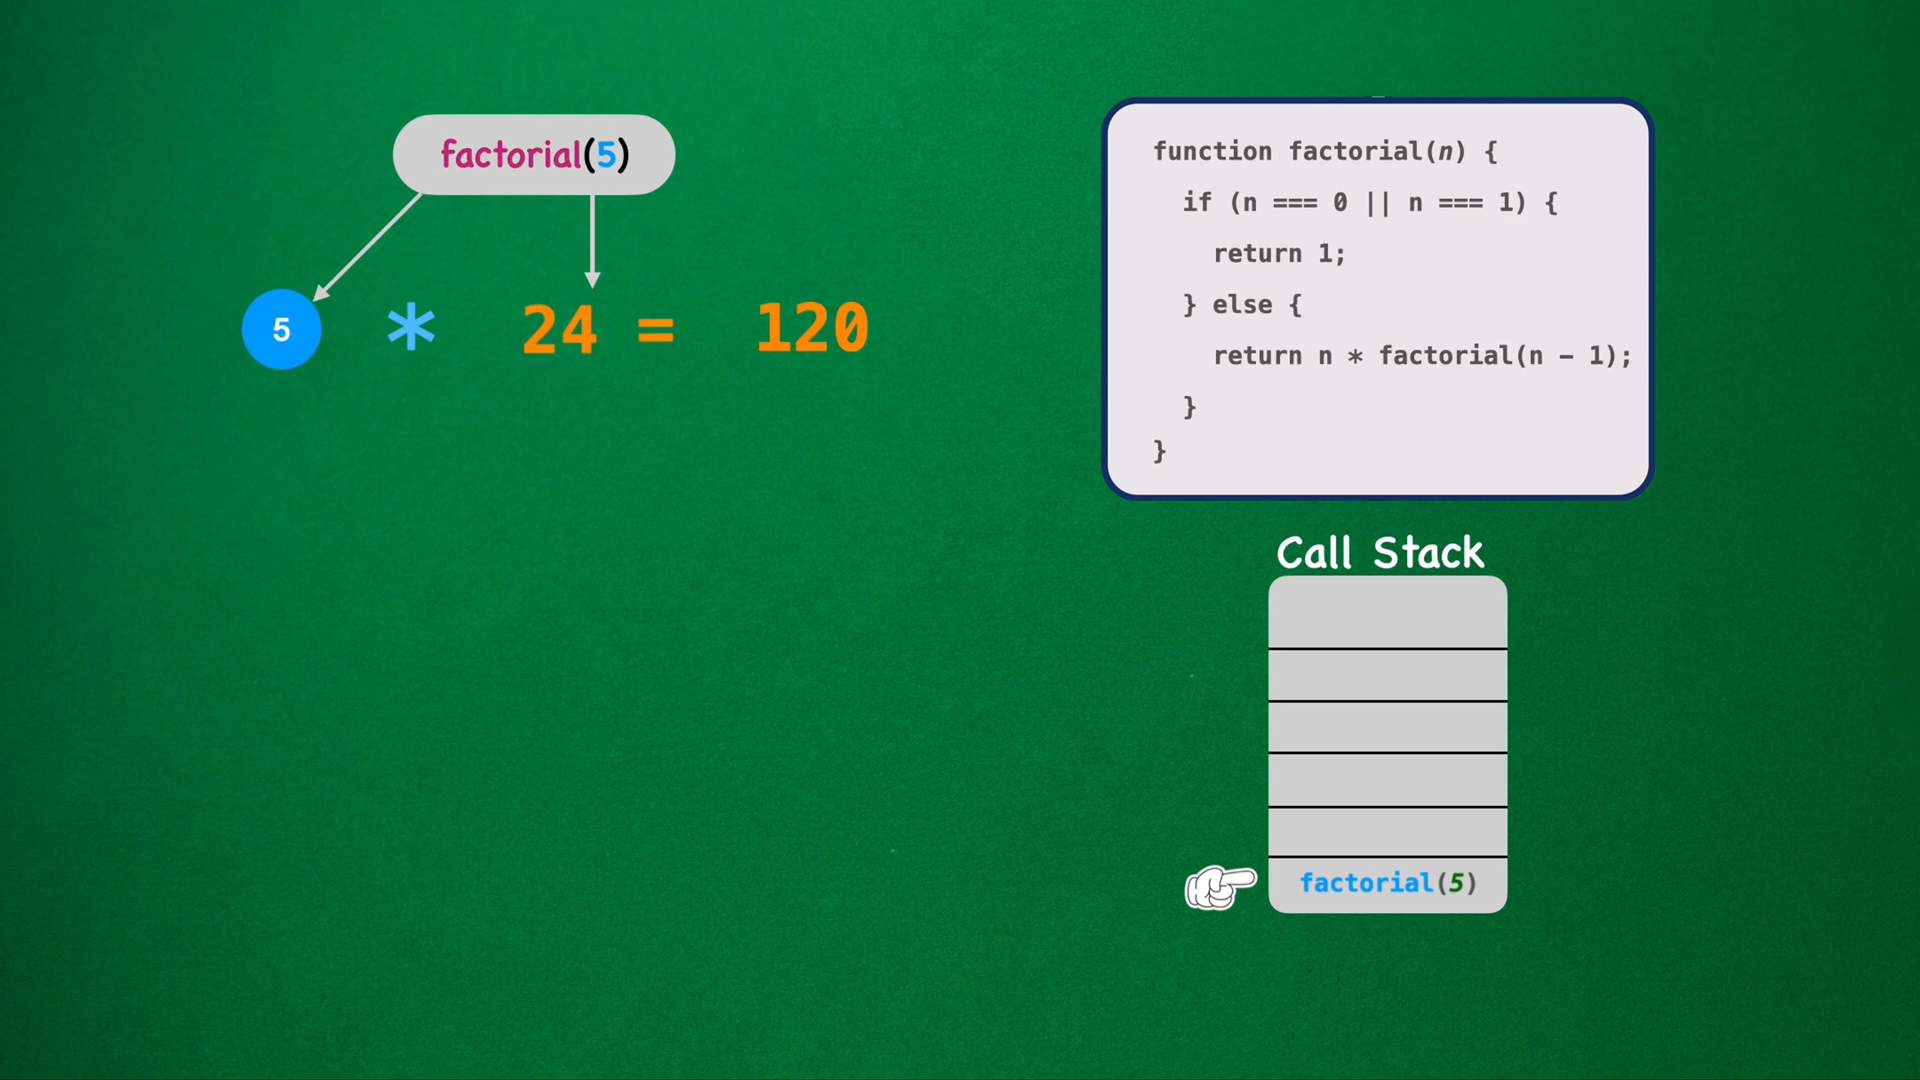 factorial(5)
5 * 24 = 120
function factorial(n) {
if (n === 0 || n === 1) {
return 1;
} else {
return n * factorial(n - 1);
}
}
Call Stack
factorial(5)